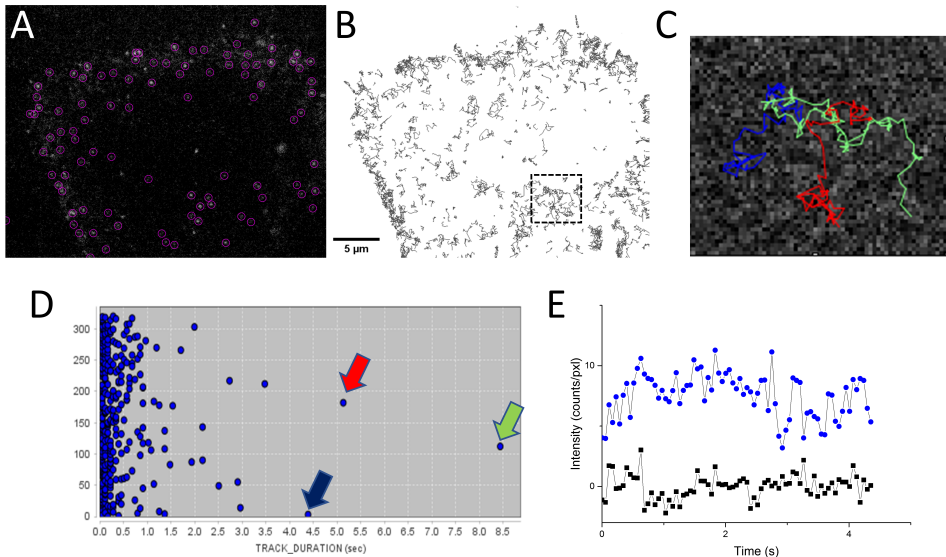 A
B
C
5 µm
D
300
250
200
150
100
50
0
0.0 0.5 1.0 1.5 2.0 2.5 3.0 3.5 4.0 4.5 5.0 5.5 6.0 6.5 7.0 7.5 8.0 8.5
TRACK_DURATION (sec)
E
10
0
Intensity (counts/pxl)
0 2 4
Time (s)